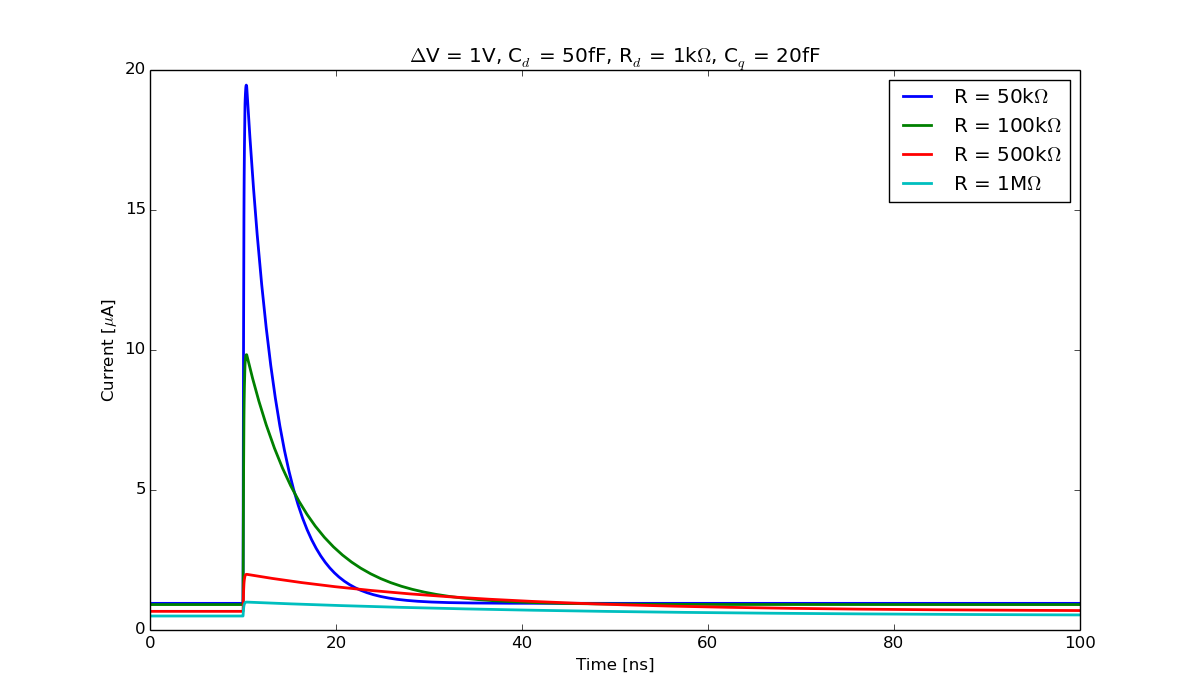 ΔV = 1V, C_d = 50fF, R_d = 1kΩ, C_q = 20fF
20
15
10
5
0
Current [μA]
R = 50kΩ
R = 100kΩ
R = 500kΩ
R = 1MΩ
0 20 40 60 80 100
Time [ns]